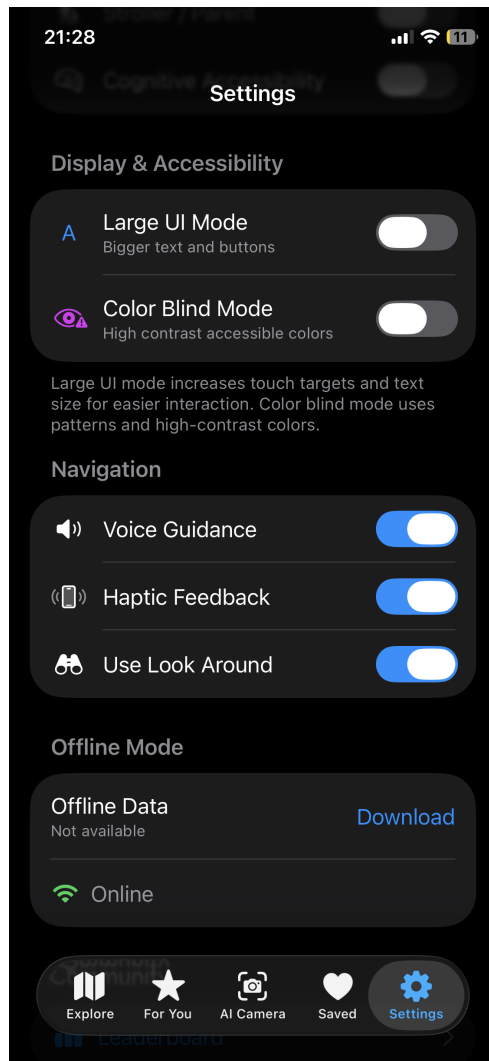 Stroller / Parent
21:28
11
Cognitive Accessibility
Settings
Display & Accessibility
A
Large UI Mode
Bigger text and buttons
Color Blind Mode
High contrast accessible colors
Large UI mode increases touch targets and text
size for easier interaction. Color blind mode uses
patterns and high-contrast colors.
Navigation
Voice Guidance
Haptic Feedback
Use Look Around
Offline Mode
Offline Data
Not available
Download
Online
Explore
For You
AI Camera
Saved
Settings
Leaderboard